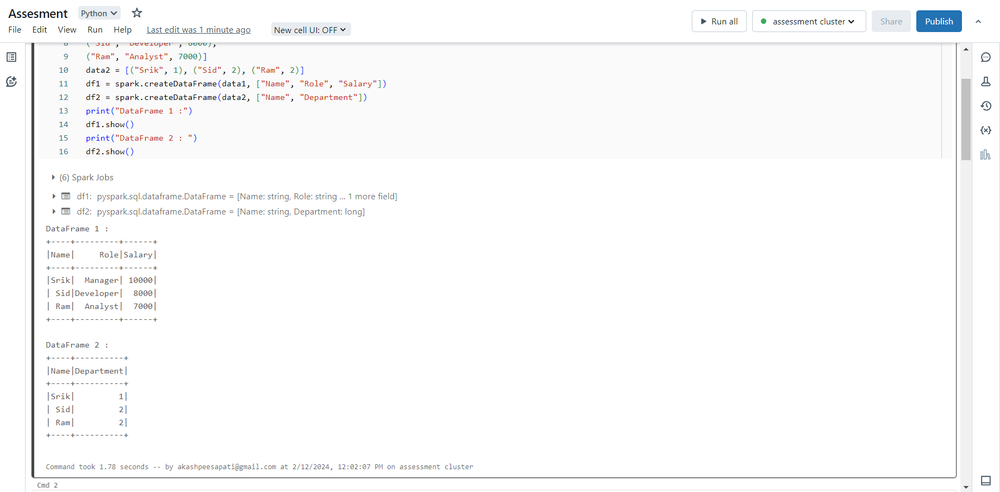 Assesment Python
File Edit View Run Help Last edit was 1 minute ago New cell UI: OFF
Run all assessment cluster Share Publish
8 ("Sid", "Developer", 8000),
9 ("Ram", "Analyst", 7000)]
10 data2 = [("Srik", 1), ("Sid", 2), ("Ram", 2)]
11 df1 = spark.createDataFrame(data1, ["Name", "Role", "Salary"])
12 df2 = spark.createDataFrame(data2, ["Name", "Department"])
13 print("DataFrame 1 :")
14 df1.show()
15 print("DataFrame 2 : ")
16 df2.show()
(6) Spark Jobs
df1: pyspark.sql.dataframe.DataFrame = [Name: string, Role: string ... 1 more field]
df2: pyspark.sql.dataframe.DataFrame = [Name: string, Department: long]
DataFrame 1 :
+----+---------+------+
|Name|     Role|Salary|
+----+---------+------+
|Srik|  Manager| 10000|
| Sid|Developer|  8000|
| Ram|  Analyst|  7000|
+----+---------+------+
DataFrame 2 :
+----+----------+
|Name|Department|
+----+----------+
|Srik|         1|
| Sid|         2|
| Ram|         2|
+----+----------+
Command took 1.78 seconds -- by akashpeesapati@gmail.com at 2/12/2024, 12:02:07 PM on assessment cluster
Cmd 2